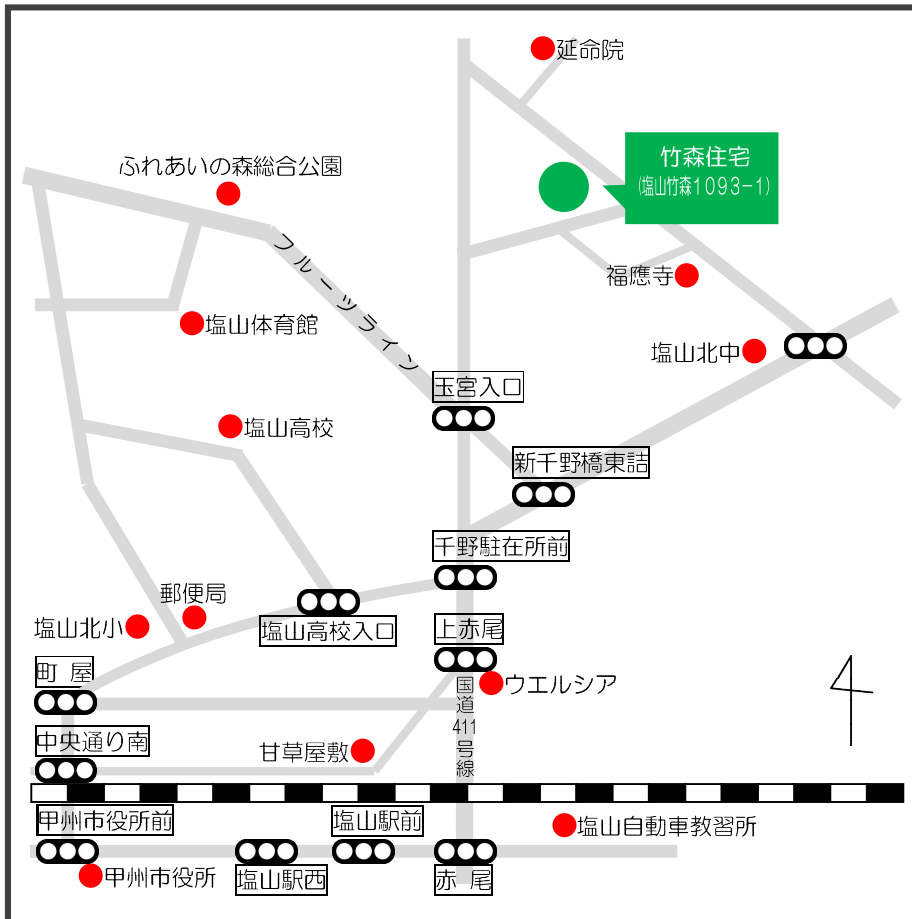 延命院
竹森住宅
(塩山竹森1093-1)
ふれあいの森総合公園
フルーツライン
福應寺
塩山体育館
塩山北中
玉宮入口
塩山高校
新千野橋東詰
千野駐在所前
郵便局
塩山北小
塩山高校入口
上赤尾
町屋
ウエルシア
国道411号線
中央通り南
甘草屋敷
甲州市役所前
塩山駅前
塩山自動車教習所
甲州市役所
塩山駅西
赤尾